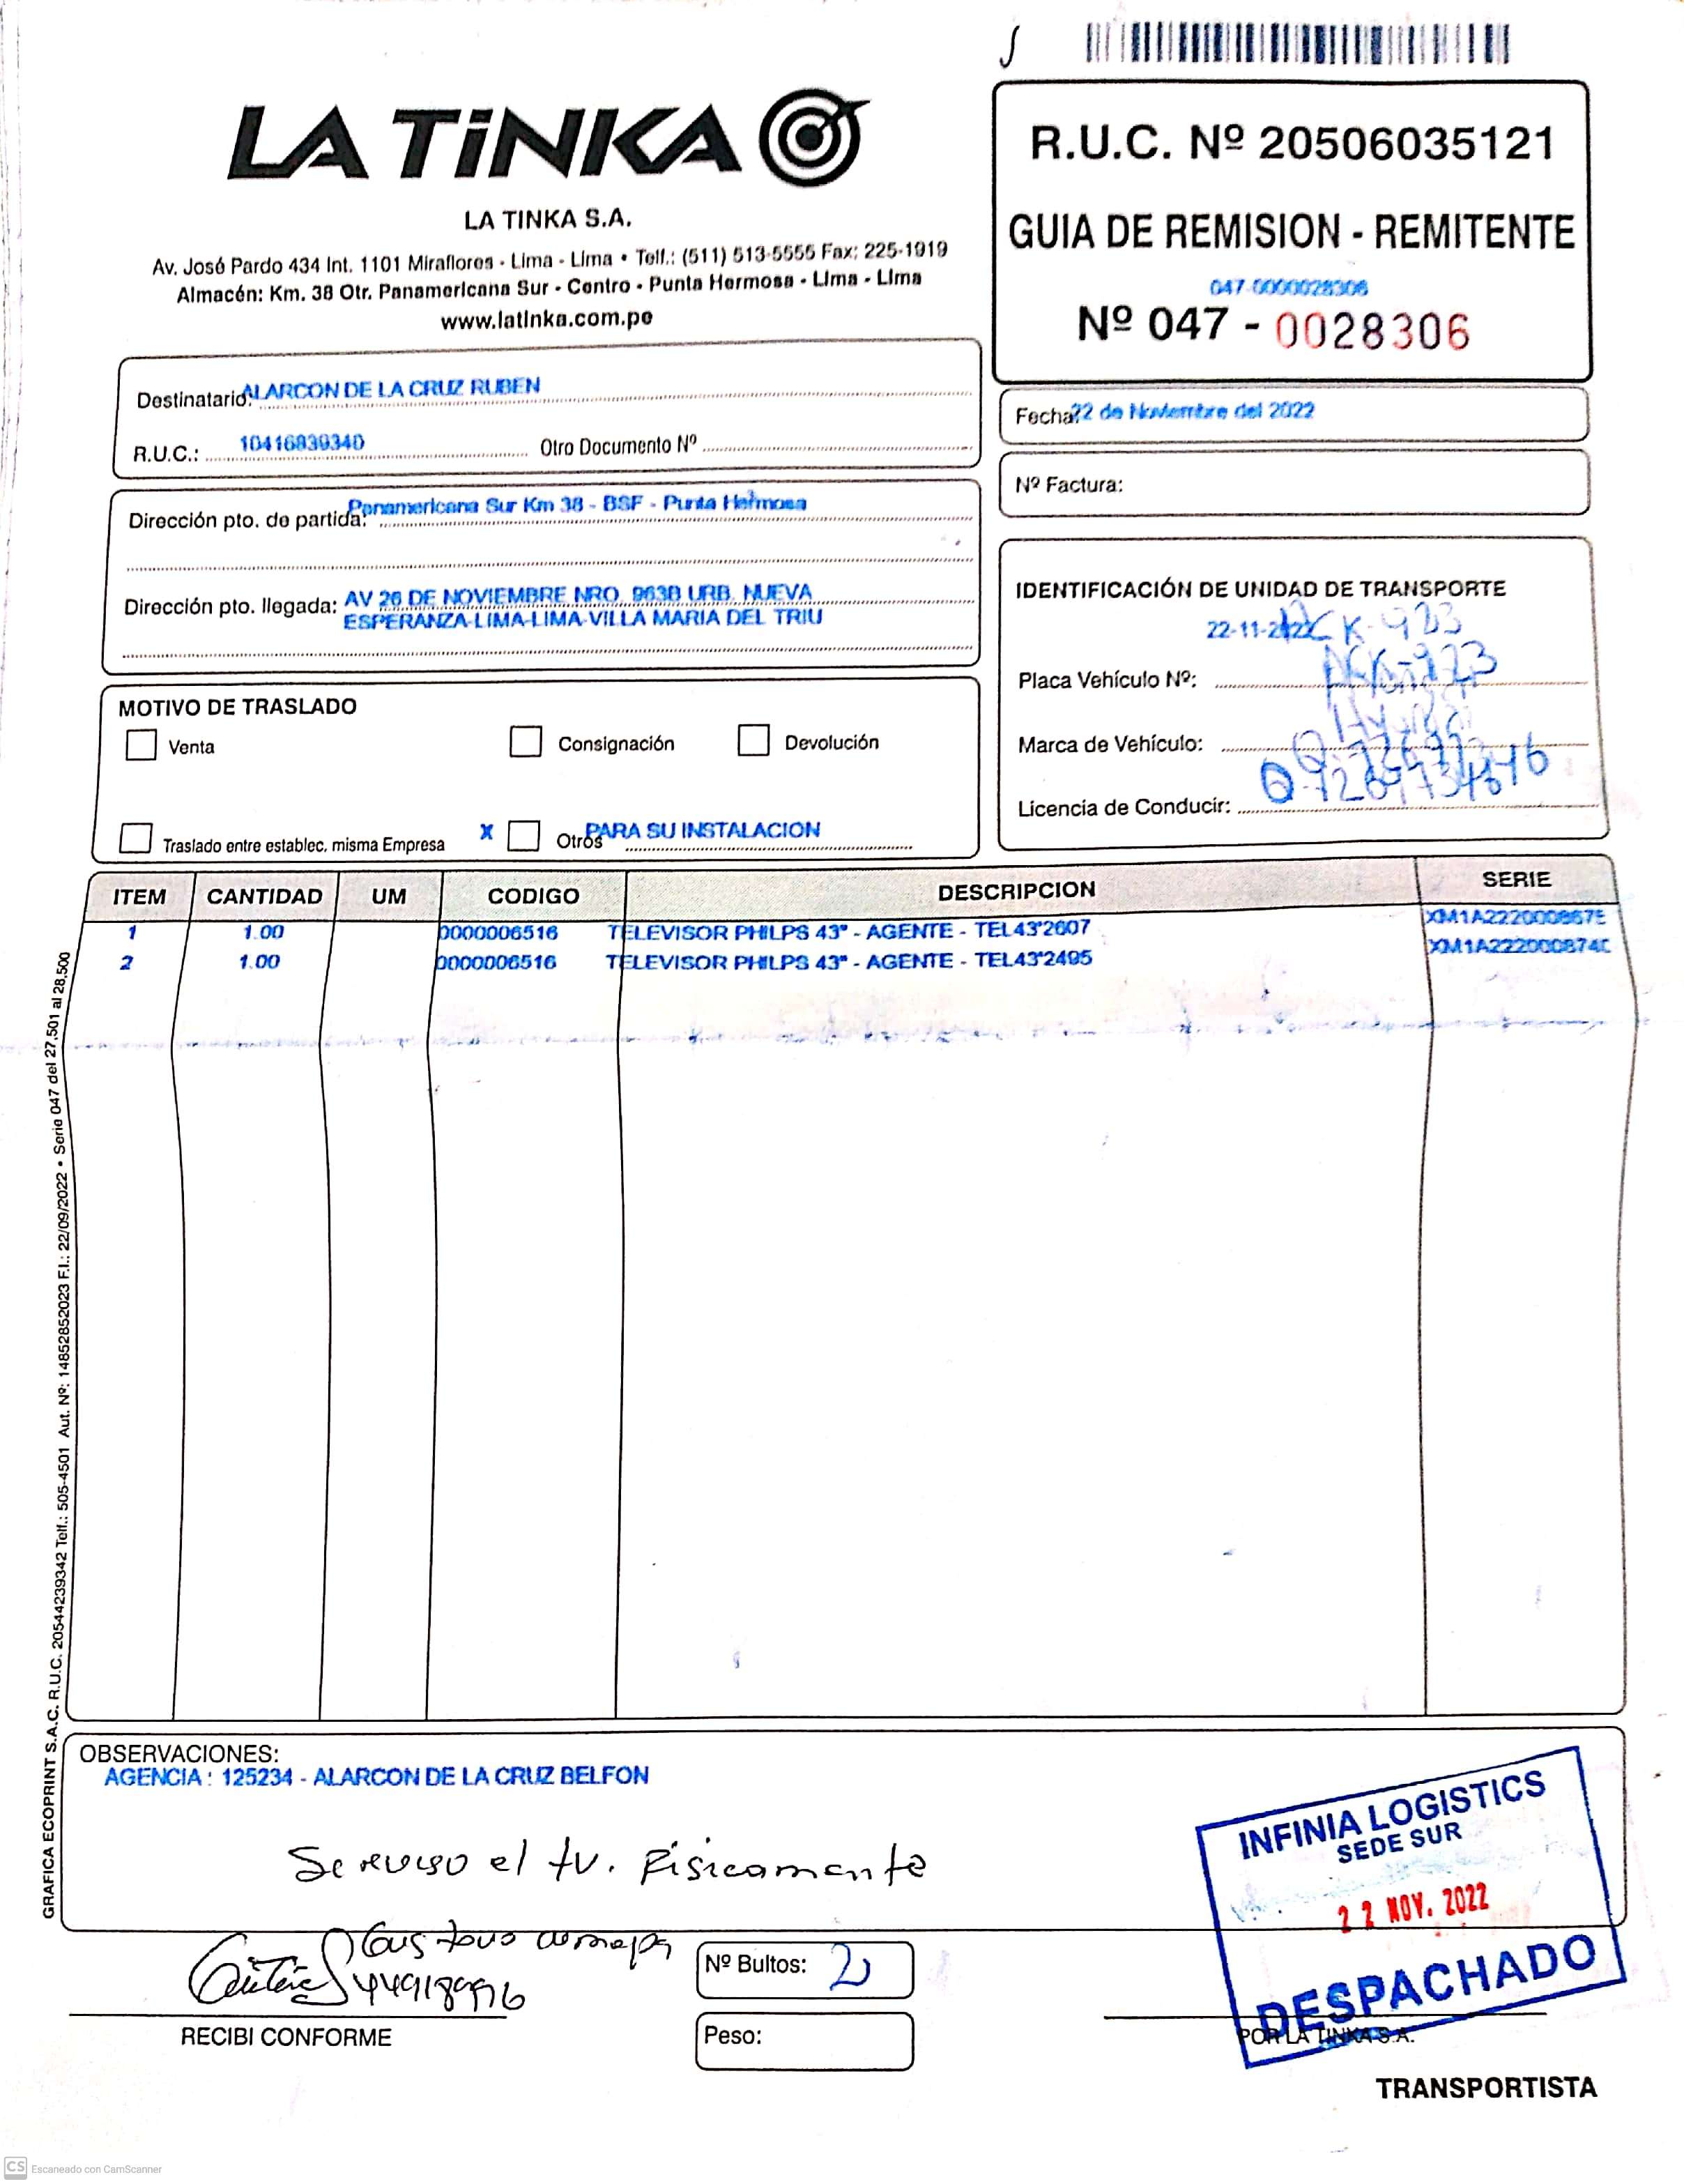 LA TiNKA
LA TINKA S.A.
Av. José Pardo 434 Int. 1101 Miraflores - Lima - Lima • Telf.: (511) 513-5555 Fax: 225-1919
Almacén: Km. 38 Otr. Panamericana Sur - Centro - Punta Hermosa - Lima - Lima
www.latinka.com.pe
R.U.C. Nº 20506035121
GUIA DE REMISION - REMITENTE
047-0000028306
Nº 047 - 0028306
Destinatario: ALARCON DE LA CRUZ RUBEN
R.U.C.: 10416839340 Otro Documento Nº
Fecha: 22 de Noviembre del 2022
Nº Factura:
Dirección pto. de partida: Panamericana Sur Km 38 - BSF - Punta Hermosa
Dirección pto. llegada: AV 26 DE NOVIEMBRE NRO. 963B URB. NUEVA
ESPERANZA-LIMA-LIMA-VILLA MARIA DEL TRIU
IDENTIFICACIÓN DE UNIDAD DE TRANSPORTE
22-11-2022
Placa Vehículo Nº:
Marca de Vehículo:
Licencia de Conducir:
MOTIVO DE TRASLADO
Venta Consignación Devolución
Traslado entre establec. misma Empresa X Otros PARA SU INSTALACION
ITEM CANTIDAD UM CODIGO DESCRIPCION SERIE
1 1.00 0000006516 TELEVISOR PHILPS 43" - AGENTE - TEL43'2607
2 1.00 0000006516 TELEVISOR PHILPS 43" - AGENTE - TEL43'2495
GRAFICA ECOPRINT S.A.C. R.U.C. 20544239342 Telf.: 505-4501 Aut. Nº: 14852852023 F.I.: 22/09/2022 • Serie 047 del 27,501 al 28,500
OBSERVACIONES:
AGENCIA : 125234 - ALARCON DE LA CRUZ BELFON
Se reviso el tv. Fisicamente
INFINIA LOGISTICS
SEDE SUR
22 NOV. 2022
DESPACHADO
Gustavo
44918996
RECIBI CONFORME
Nº Bultos: 2
Peso:
POR LA TINKA S.A.
TRANSPORTISTA
CS Escaneado con CamScanner